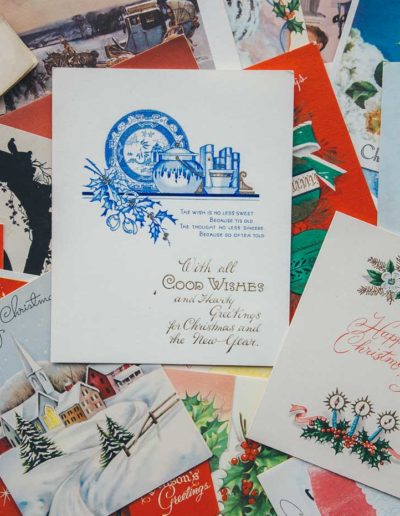 THE WISH IS NO LESS SWEET
BECAUSE 'TIS OLD.
THE THOUGHT NO LESS SINCERE
BECAUSE SO OFTEN TOLD.
With all
GOOD WISHES
and Hearty
Greetings
for Christmas and
the New-Year.
Christmas
Happy
Christmas
Season's
Greetings